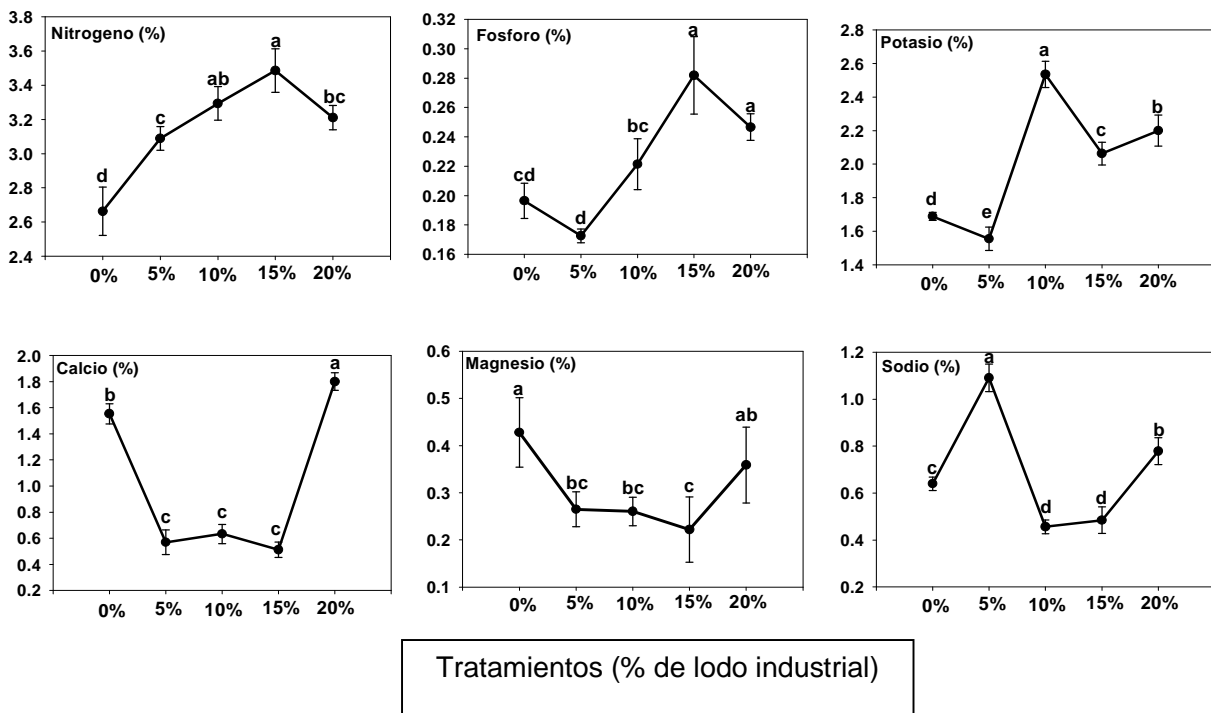 Nitrogeno (%)
3.8
3.6
3.4
3.2
3.0
2.8
2.6
2.4
d
c
ab
a
bc
0% 5% 10% 15% 20%
Fosforo (%)
0.32
0.30
0.28
0.26
0.24
0.22
0.20
0.18
0.16
cd
d
bc
a
a
0% 5% 10% 15% 20%
Potasio (%)
2.8
2.6
2.4
2.2
2.0
1.8
1.6
1.4
d
e
a
c
b
0% 5% 10% 15% 20%
Calcio (%)
2.0
1.8
1.6
1.4
1.2
1.0
0.8
0.6
0.4
0.2
b
c
c
c
a
0% 5% 10% 15% 20%
Magnesio (%)
0.6
0.5
0.4
0.3
0.2
0.1
a
bc
bc
c
ab
0% 5% 10% 15% 20%
Sodio (%)
1.2
1.0
0.8
0.6
0.4
0.2
c
a
d
d
b
0% 5% 10% 15% 20%
Tratamientos (% de lodo industrial)